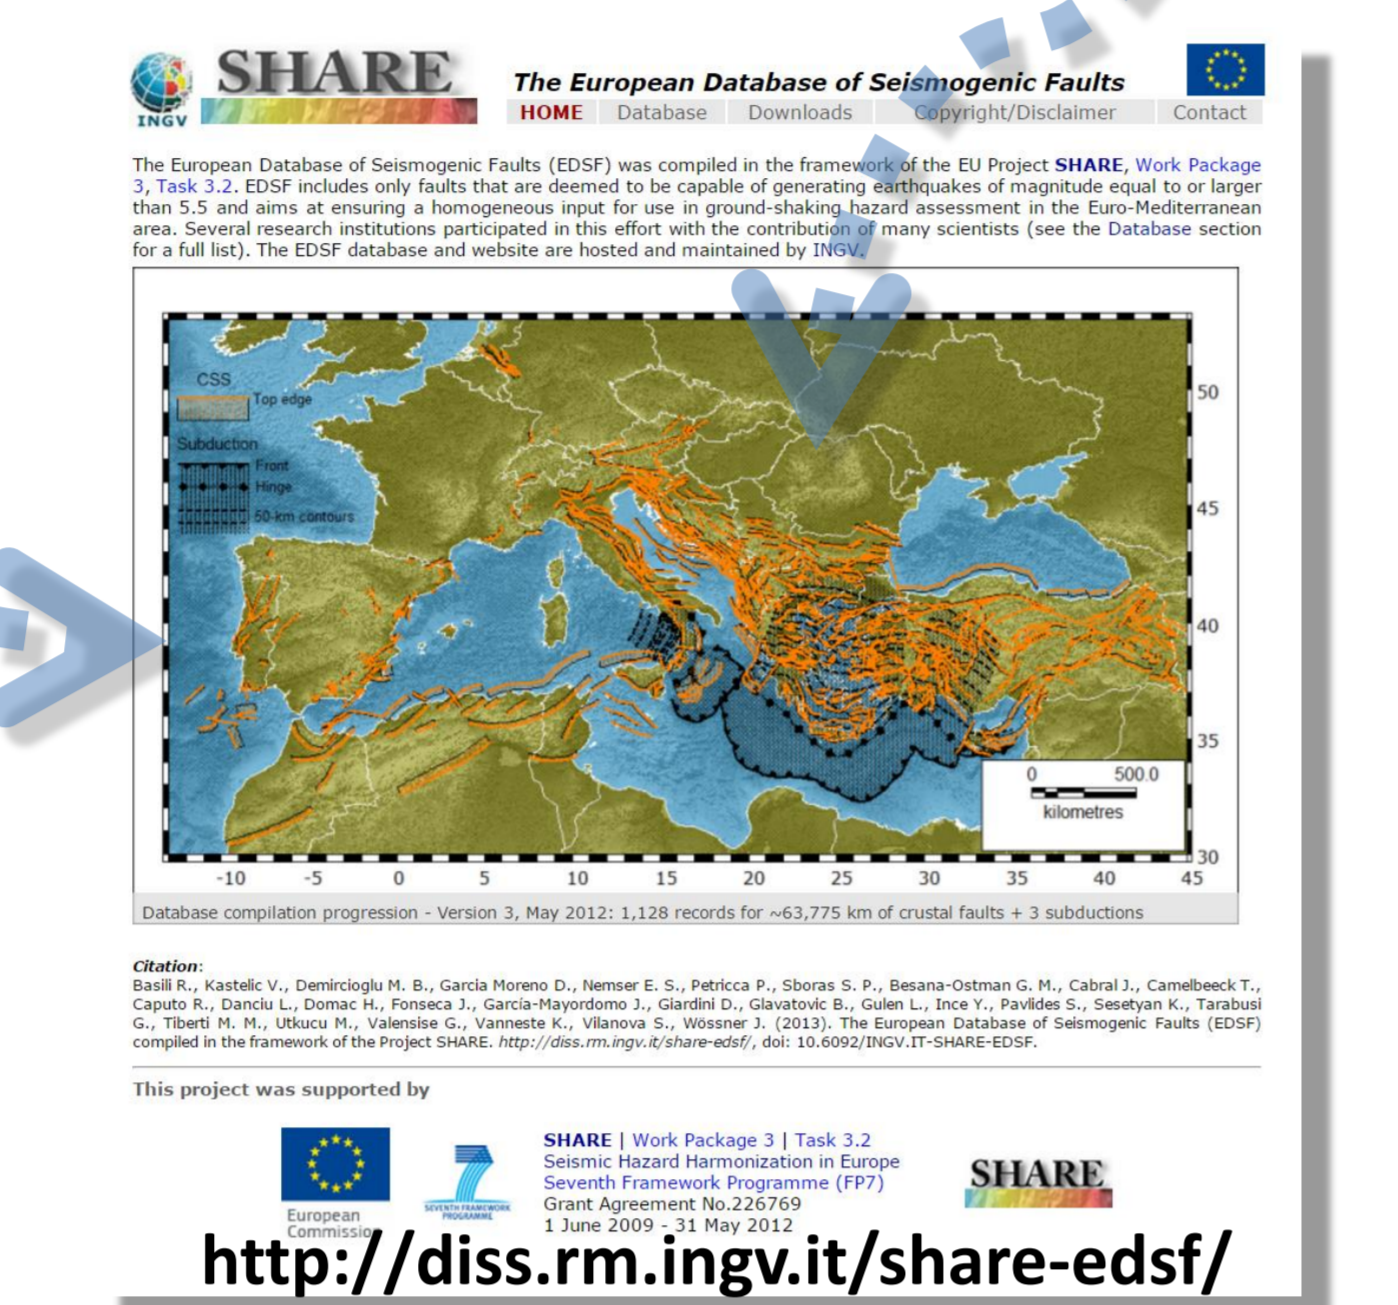 SHARE
INGV
The European Database of Seismogenic Faults
HOME Database Downloads Copyright/Disclaimer Contact
The European Database of Seismogenic Faults (EDSF) was compiled in the framework of the EU Project SHARE, Work Package
3, Task 3.2. EDSF includes only faults that are deemed to be capable of generating earthquakes of magnitude equal to or larger
than 5.5 and aims at ensuring a homogeneous input for use in ground-shaking hazard assessment in the Euro-Mediterranean
area. Several research institutions participated in this effort with the contribution of many scientists (see the Database section
for a full list). The EDSF database and website are hosted and maintained by INGV.
CSS
Top edge
Subduction
Front
Hinge
50-km contours
50
45
40
35
30
0 500.0
kilometres
-10 -5 0 5 10 15 20 25 30 35 40 45
Database compilation progression - Version 3, May 2012: 1,128 records for ~63,775 km of crustal faults + 3 subductions
Citation:
Basili R., Kastelic V., Demircioglu M. B., Garcia Moreno D., Nemser E. S., Petricca P., Sboras S. P., Besana-Ostman G. M., Cabral J., Camelbeeck T.,
Caputo R., Danciu L., Domac H., Fonseca J., García-Mayordomo J., Giardini D., Glavatovic B., Gulen L., Ince Y., Pavlides S., Sesetyan K., Tarabusi
G., Tiberti M. M., Utkucu M., Valensise G., Vanneste K., Vilanova S., Wössner J. (2013). The European Database of Seismogenic Faults (EDSF)
compiled in the framework of the Project SHARE. http://diss.rm.ingv.it/share-edsf/, doi: 10.6092/INGV.IT-SHARE-EDSF.
This project was supported by
European
Commission
7
SEVENTH FRAMEWORK
PROGRAMME
SHARE | Work Package 3 | Task 3.2
Seismic Hazard Harmonization in Europe
Seventh Framework Programme (FP7)
Grant Agreement No.226769
1 June 2009 - 31 May 2012
SHARE
http://diss.rm.ingv.it/share-edsf/